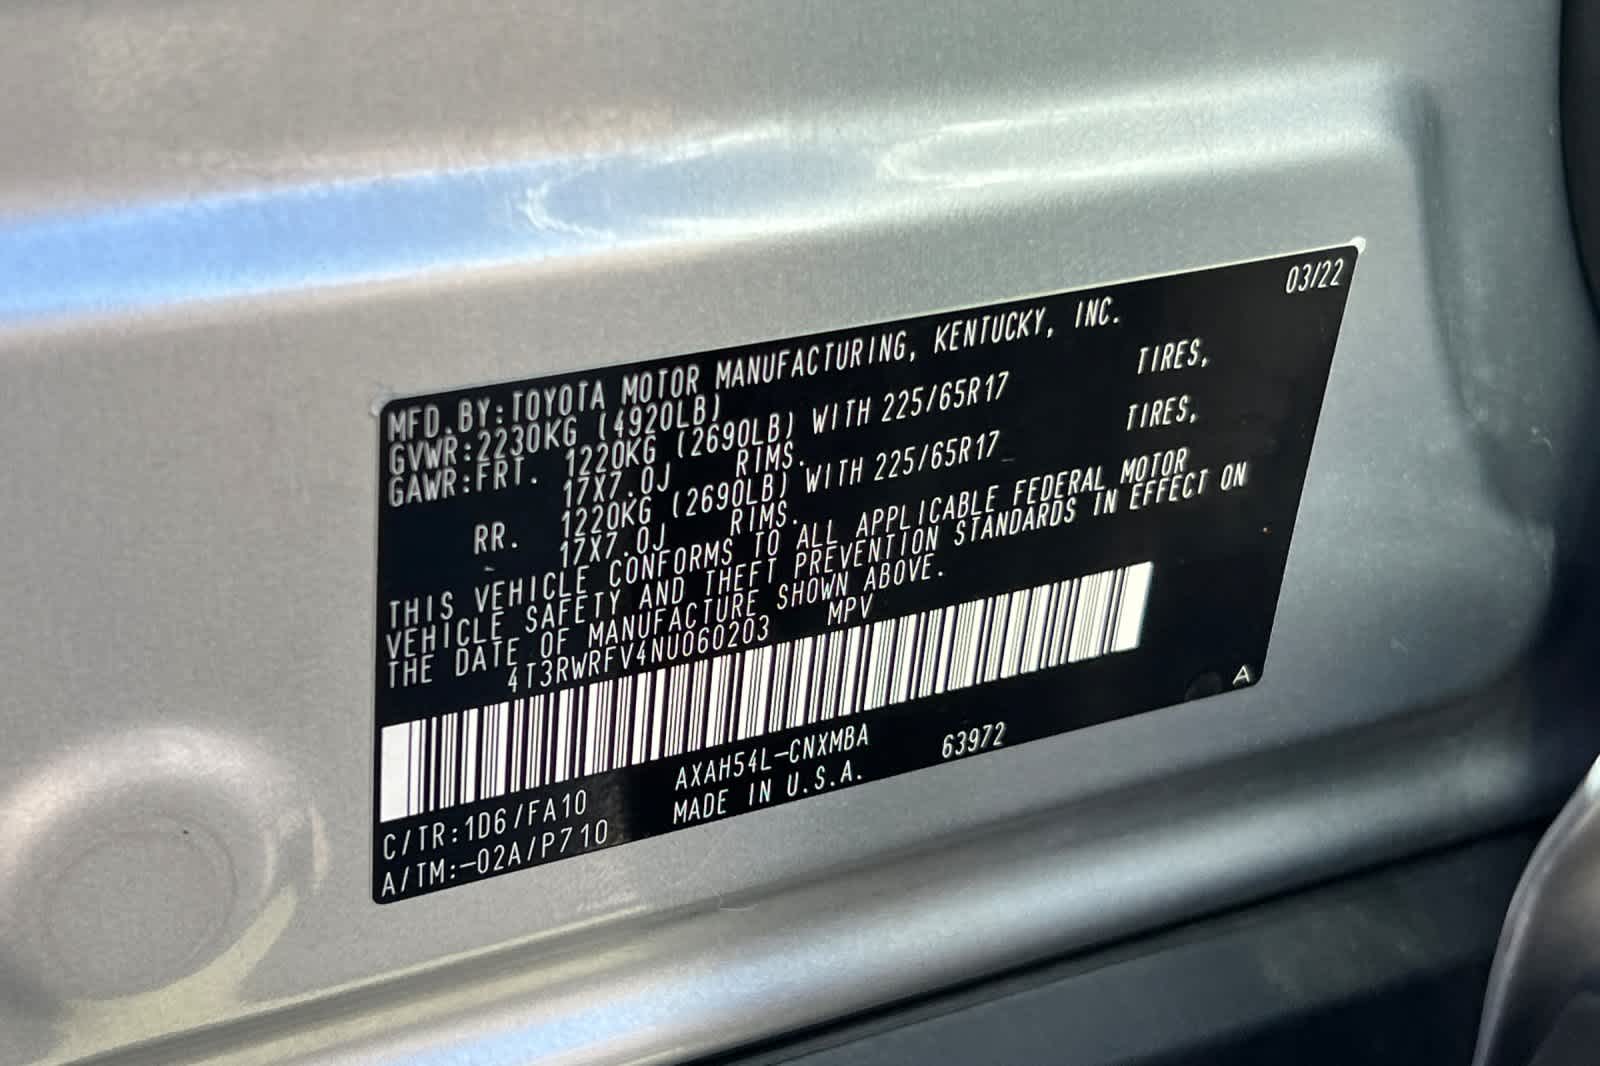 03/22
MFD.BY:TOYOTA MOTOR MANUFACTURING, KENTUCKY, INC.
GVWR:2230KG (4920LB)
GAWR:FRT. 1220KG (2690LB) WITH 225/65R17 TIRES,
17X7.0J RIMS.
RR. 1220KG (2690LB) WITH 225/65R17 TIRES,
17X7.0J RIMS.
THIS VEHICLE CONFORMS TO ALL APPLICABLE FEDERAL MOTOR
VEHICLE SAFETY AND THEFT PREVENTION STANDARDS IN EFFECT ON
THE DATE OF MANUFACTURE SHOWN ABOVE.
4T3RWRFV4NU060203 MPV
C/TR:1D6/FA10 AXAH54L-CNXMBA 63972 A
A/TM:-02A/P710 MADE IN U.S.A.